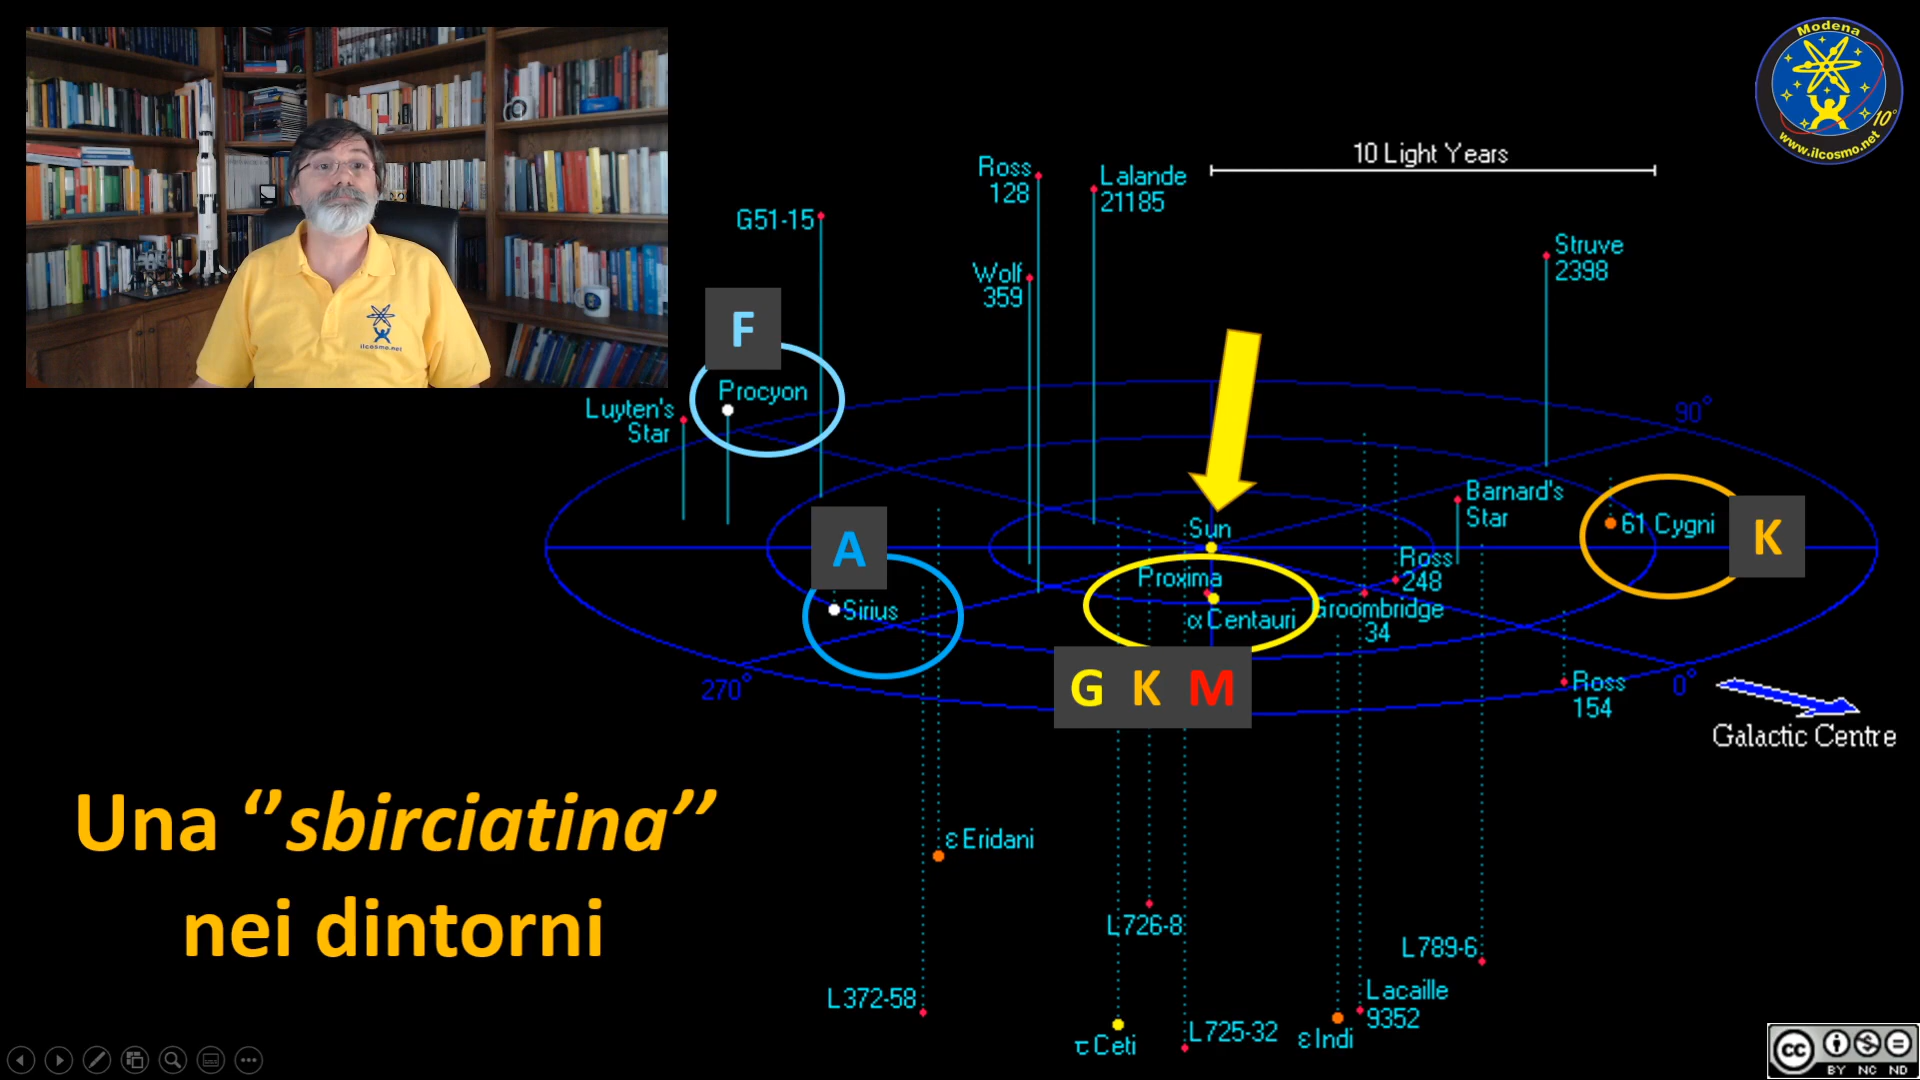 Modena
10°
www.ilcosmo.net
ilcosmo.net
10 Light Years
Ross
128
Lalande
21185
G51-15
Struve
2398
Wolf
359
F
Procyon
Luyten's
Star
90°
Barnard's
Star
61 Cygni
K
A
Sirius
Sun
Proxima
α Centauri
Ross
248
Groombridge
34
G K M
270°
0°
Ross
154
Galactic Centre
Una “sbirciatina”
nei dintorni
ε Eridani
L726-8
L789-6
L372-58
Lacaille
9352
τ Ceti
L725-32
ε Indi
cc
BY NC ND